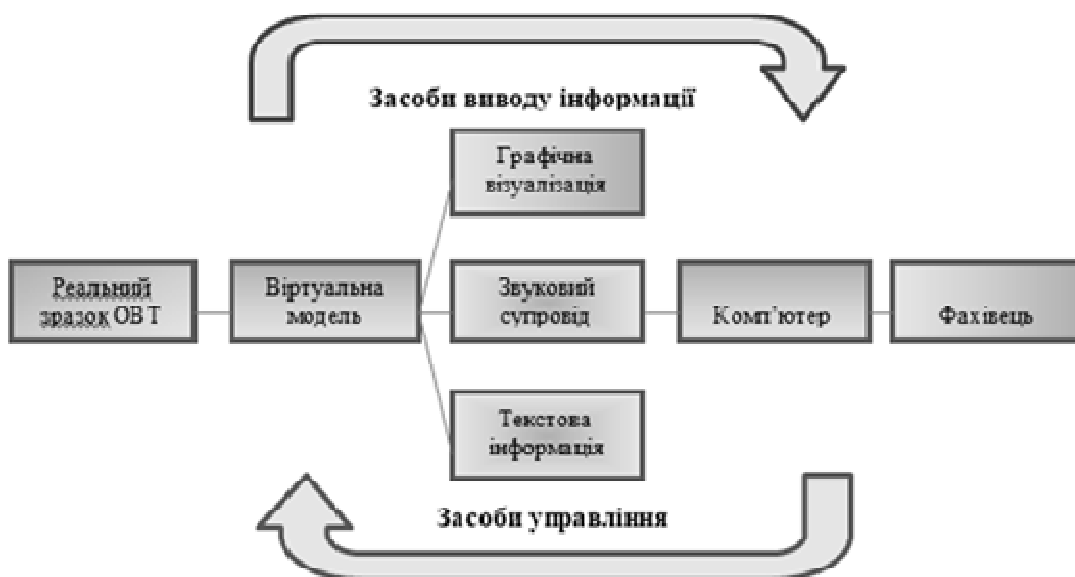 Засоби виводу інформації
Графічна
візуалізація
Реальний
зразок ОВТ
Віртуальна
модель
Звуковий
супровід
Комп’ютер
Фахівець
Текстова
інформація
Засоби управління